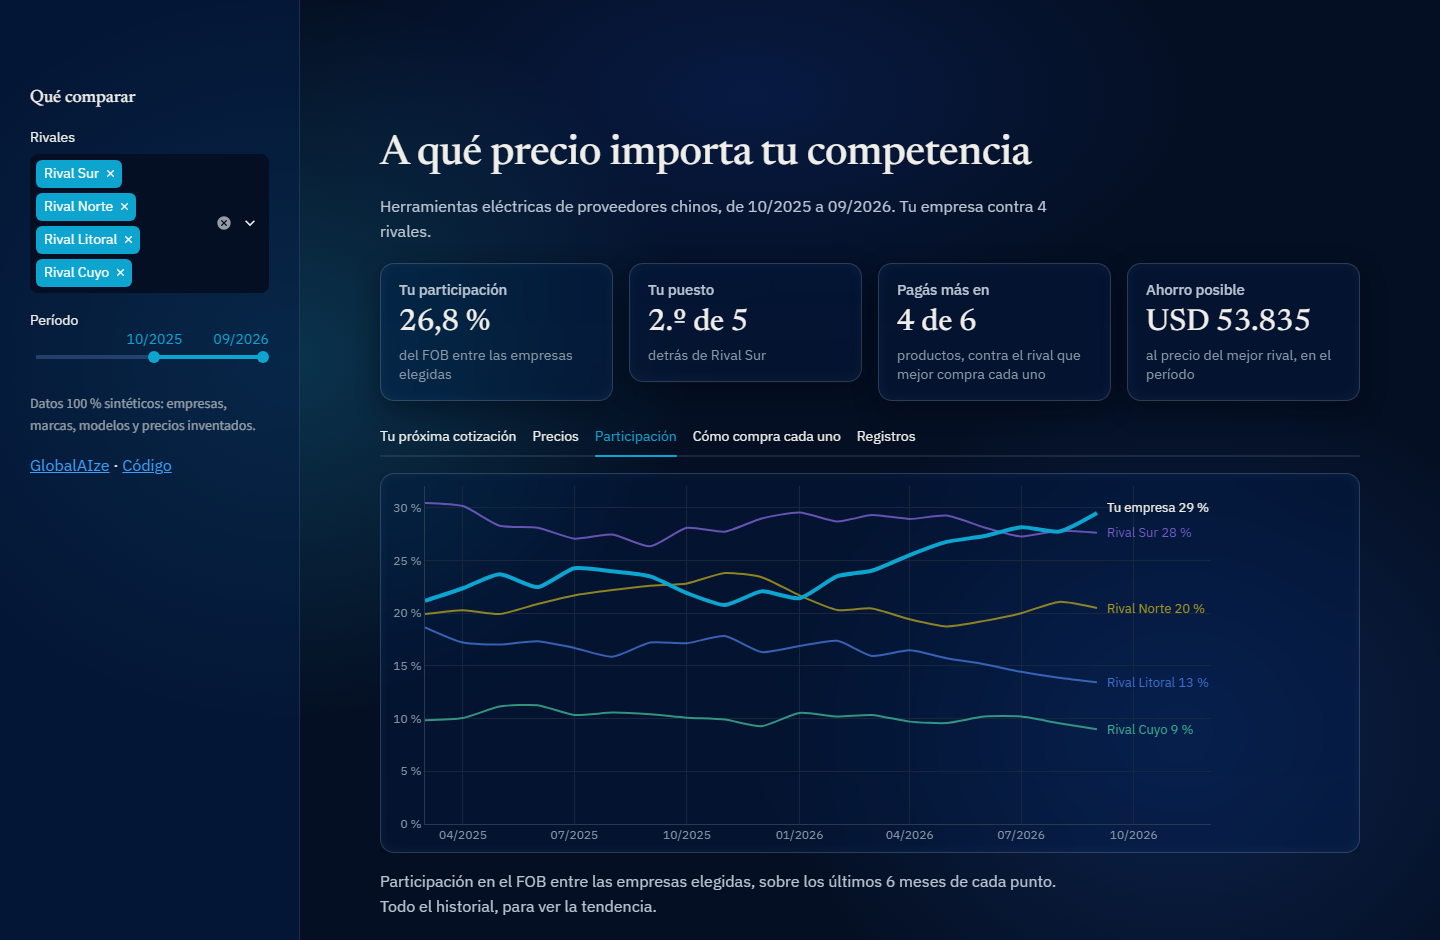 Qué comparar
Rivales
Rival Sur ×
Rival Norte ×
Rival Litoral ×
Rival Cuyo ×
Período
10/2025 09/2026
Datos 100 % sintéticos: empresas,
marcas, modelos y precios inventados.
GlobalAIze · Código
A qué precio importa tu competencia
Herramientas eléctricas de proveedores chinos, de 10/2025 a 09/2026. Tu empresa contra 4
rivales.
Tu participación
26,8 %
del FOB entre las empresas
elegidas
Tu puesto
2.º de 5
detrás de Rival Sur
Pagás más en
4 de 6
productos, contra el rival que
mejor compra cada uno
Ahorro posible
USD 53.835
al precio del mejor rival, en el
período
Tu próxima cotización Precios Participación Cómo compra cada uno Registros
30 %
25 %
20 %
15 %
10 %
5 %
0 %
Tu empresa 29 %
Rival Sur 28 %
Rival Norte 20 %
Rival Litoral 13 %
Rival Cuyo 9 %
04/2025 07/2025 10/2025 01/2026 04/2026 07/2026 10/2026
Participación en el FOB entre las empresas elegidas, sobre los últimos 6 meses de cada punto.
Todo el historial, para ver la tendencia.